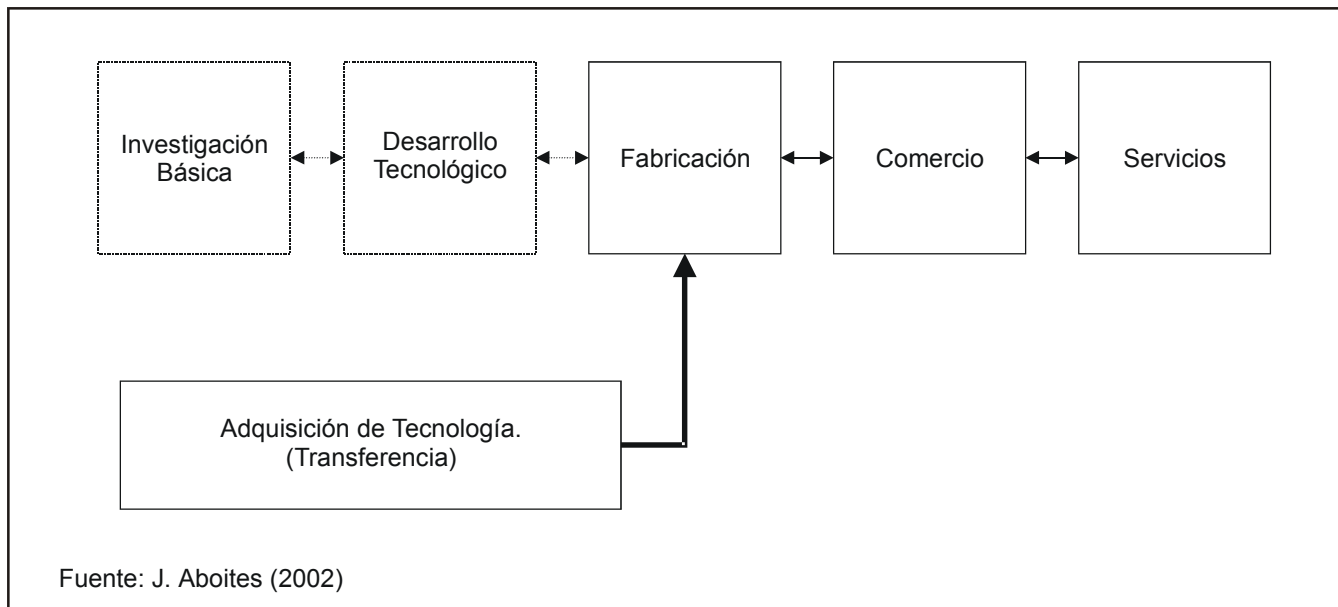 Investigación
Básica
Desarrollo
Tecnológico
Fabricación
Comercio
Servicios
Adquisición de Tecnología.
(Transferencia)
Fuente: J. Aboites (2002)